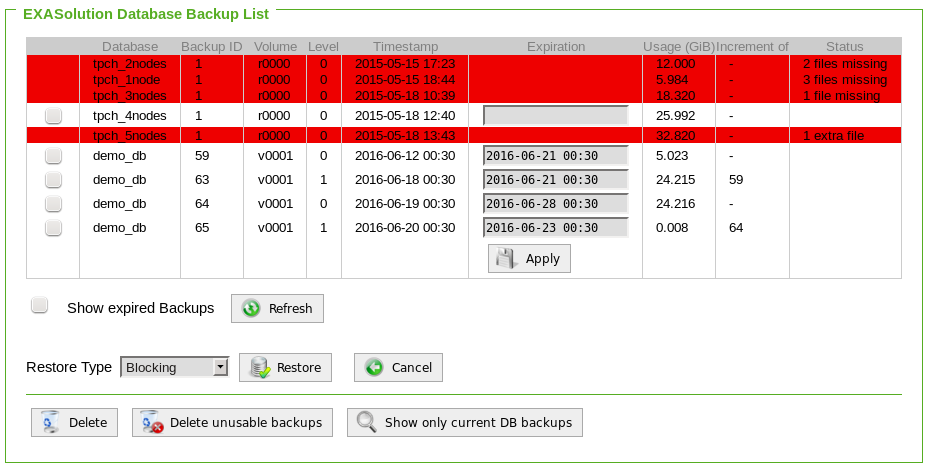 EXASolution Database Backup List
Database Backup ID Volume Level Timestamp Expiration Usage (GiB) Increment of Status
tpch_2nodes 1 r0000 0 2015-05-15 17:23 12.000 - 2 files missing
tpch_1node 1 r0000 0 2015-05-15 18:44 5.984 - 3 files missing
tpch_3nodes 1 r0000 0 2015-05-18 10:39 18.320 - 1 file missing
tpch_4nodes 1 r0000 0 2015-05-18 12:40 25.992 -
tpch_5nodes 1 r0000 0 2015-05-18 13:43 32.820 - 1 extra file
demo_db 59 v0001 0 2016-06-12 00:30 2016-06-21 00:30 5.023 -
demo_db 63 v0001 1 2016-06-18 00:30 2016-06-21 00:30 24.215 59
demo_db 64 v0001 0 2016-06-19 00:30 2016-06-28 00:30 24.216 -
demo_db 65 v0001 1 2016-06-20 00:30 2016-06-23 00:30 0.008 64
Apply
Show expired Backups Refresh
Restore Type Blocking Restore Cancel
Delete Delete unusable backups Show only current DB backups